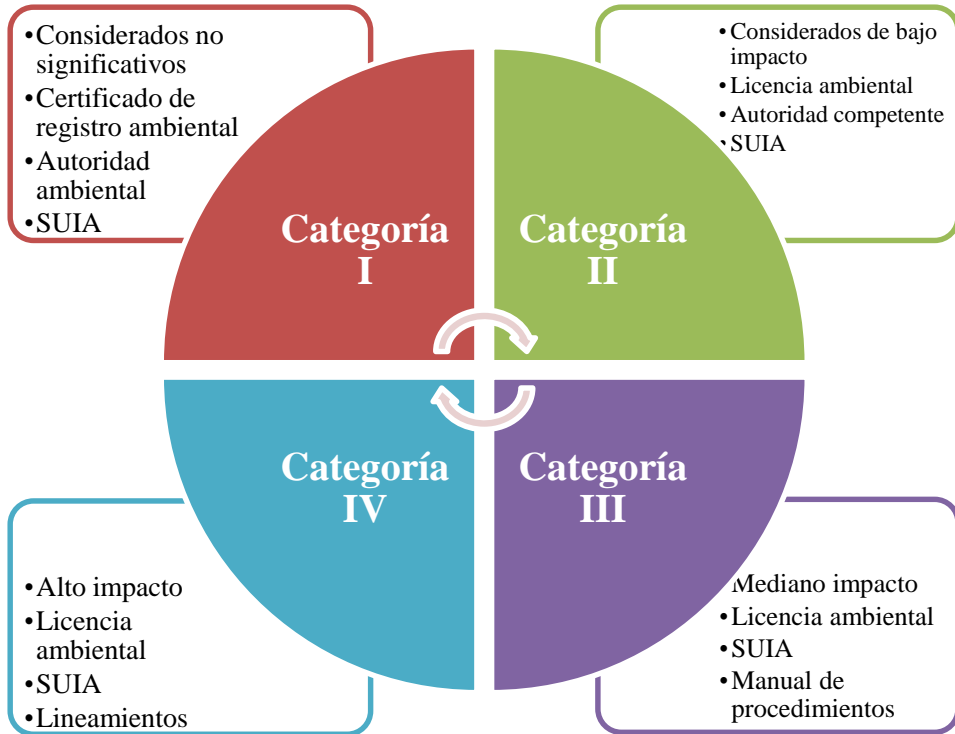 •Considerados no
significativos
•Certificado de
registro ambiental
•Autoridad
ambiental
•SUIA
•Considerados de bajo
impacto
•Licencia ambiental
•Autoridad competente
•SUIA
Categoría
I
Categoría
II
Categoría
IV
Categoría
III
•Alto impacto
•Licencia
ambiental
•SUIA
•Lineamientos
Mediano impacto
•Licencia ambiental
•SUIA
•Manual de
procedimientos